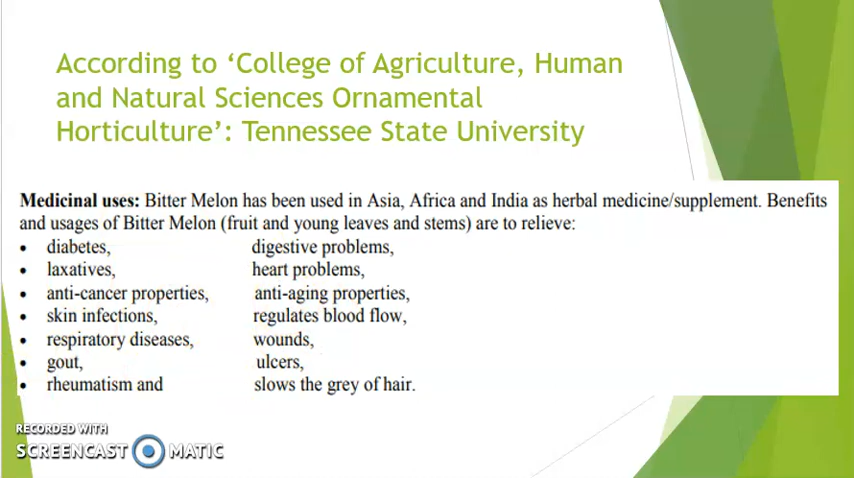 According to ‘College of Agriculture, Human
and Natural Sciences Ornamental
Horticulture’: Tennessee State University
Medicinal uses: Bitter Melon has been used in Asia, Africa and India as herbal medicine/supplement. Benefits
and usages of Bitter Melon (fruit and young leaves and stems) are to relieve:
• diabetes, digestive problems,
• laxatives, heart problems,
• anti-cancer properties, anti-aging properties,
• skin infections, regulates blood flow,
• respiratory diseases, wounds,
• gout, ulcers,
• rheumatism and slows the grey of hair.
RECORDED WITH
SCREENCAST MATIC